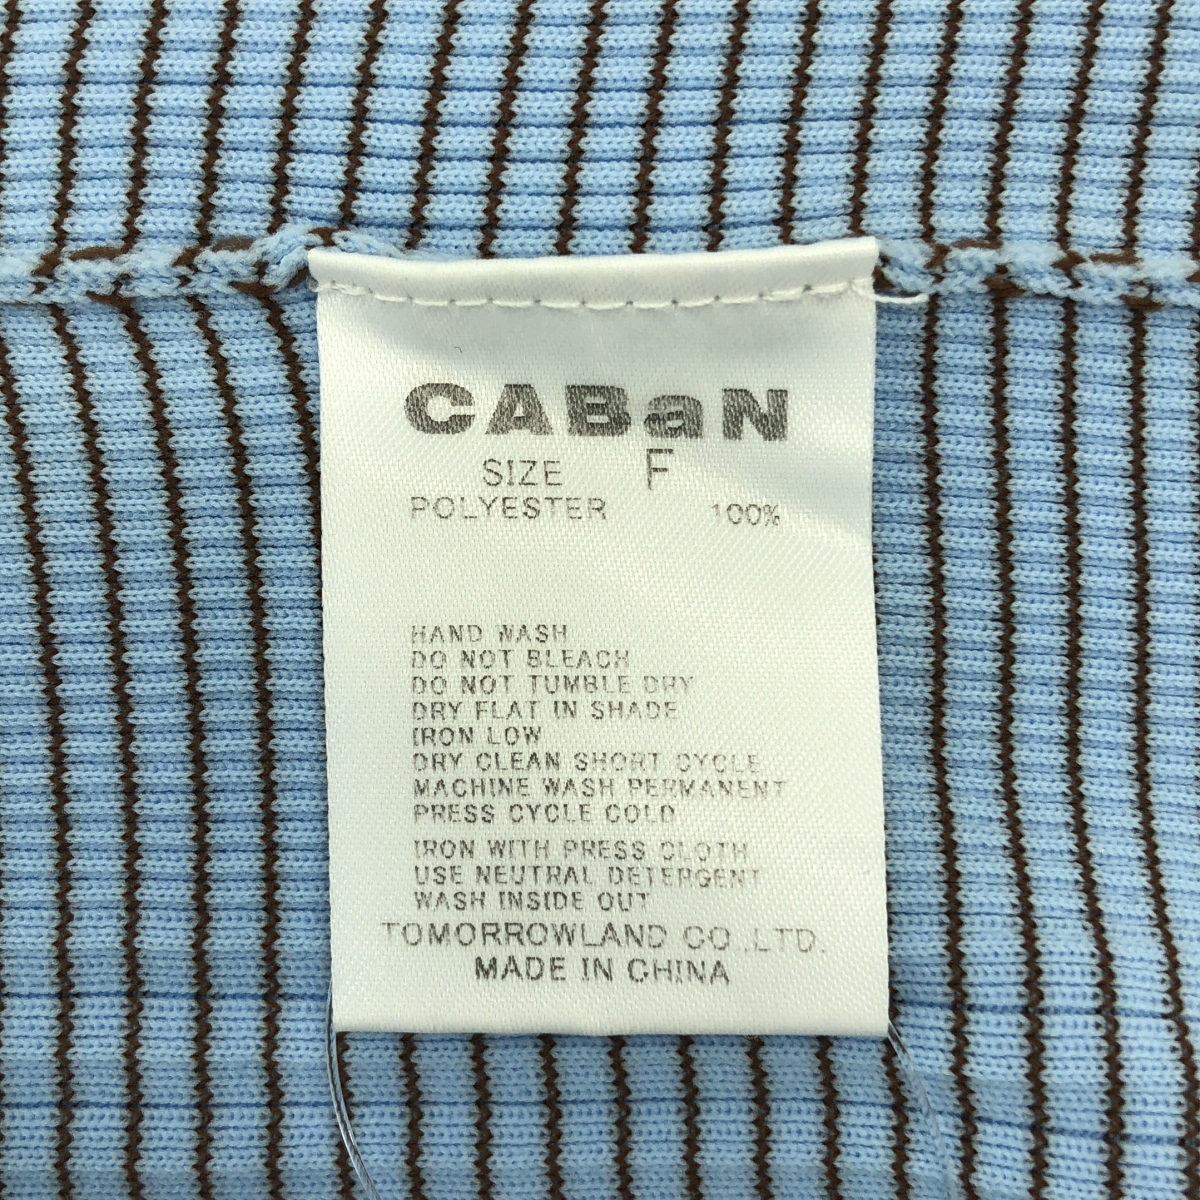 CABaN
SIZE F
POLYESTER 100%
HAND WASH
DO NOT BLEACH
DO NOT TUMBLE DRY
DRY FLAT IN SHADE
IRON LOW
DRY CLEAN SHORT CYCLE
MACHINE WASH PERMANENT
PRESS CYCLE COLD
IRON WITH PRESS CLOTH
USE NEUTRAL DETERGENT
WASH INSIDE OUT
TOMORROWLAND CO.,LTD.
MADE IN CHINA